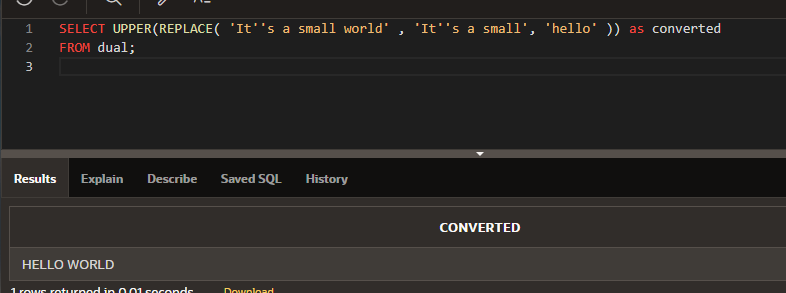 1 SELECT UPPER(REPLACE( 'It''s a small world' , 'It''s a small', 'hello' )) as converted
2 FROM dual;
3
Results Explain Describe Saved SQL History
CONVERTED
HELLO WORLD
1 rows returned in 0.01 seconds Download